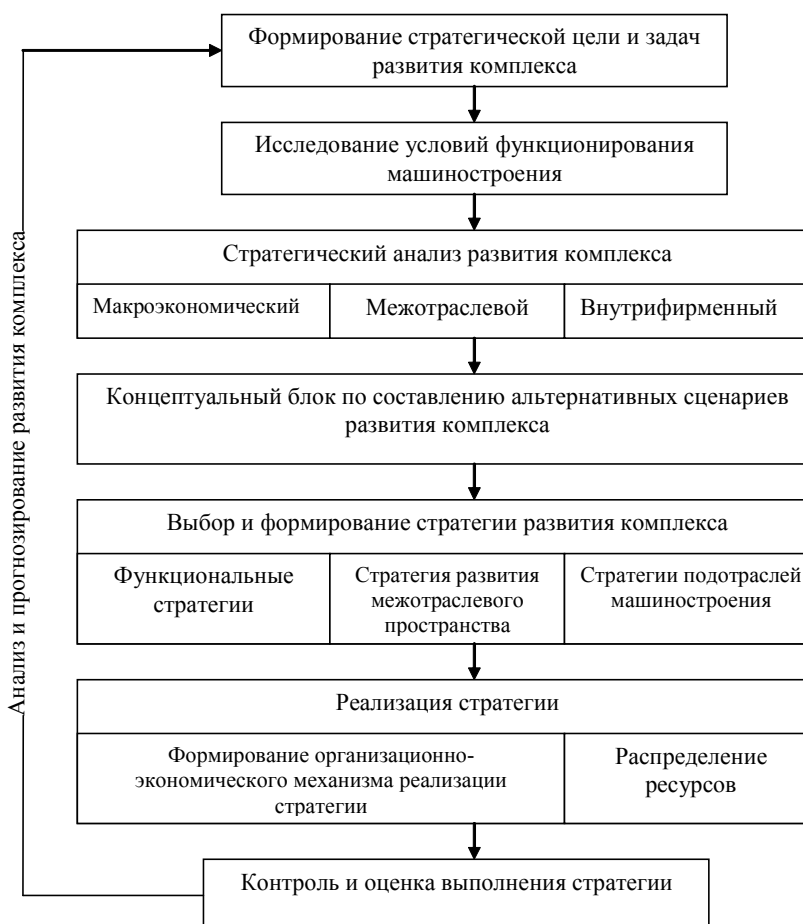 Формирование стратегической цели и задач
развития комплекса
Исследование условий функционирования
машиностроения
Стратегический анализ развития комплекса
Макроэкономический
Межотраслевой
Внутрифирменный
Концептуальный блок по составлению альтернативных сценариев
развития комплекса
Выбор и формирование стратегии развития комплекса
Функциональные
стратегии
Стратегия развития
межотраслевого
пространства
Стратегии подотраслей
машиностроения
Реализация стратегии
Формирование организационно-
экономического механизма реализации
стратегии
Распределение
ресурсов
Контроль и оценка выполнения стратегии
Анализ и прогнозирование развития комплекса